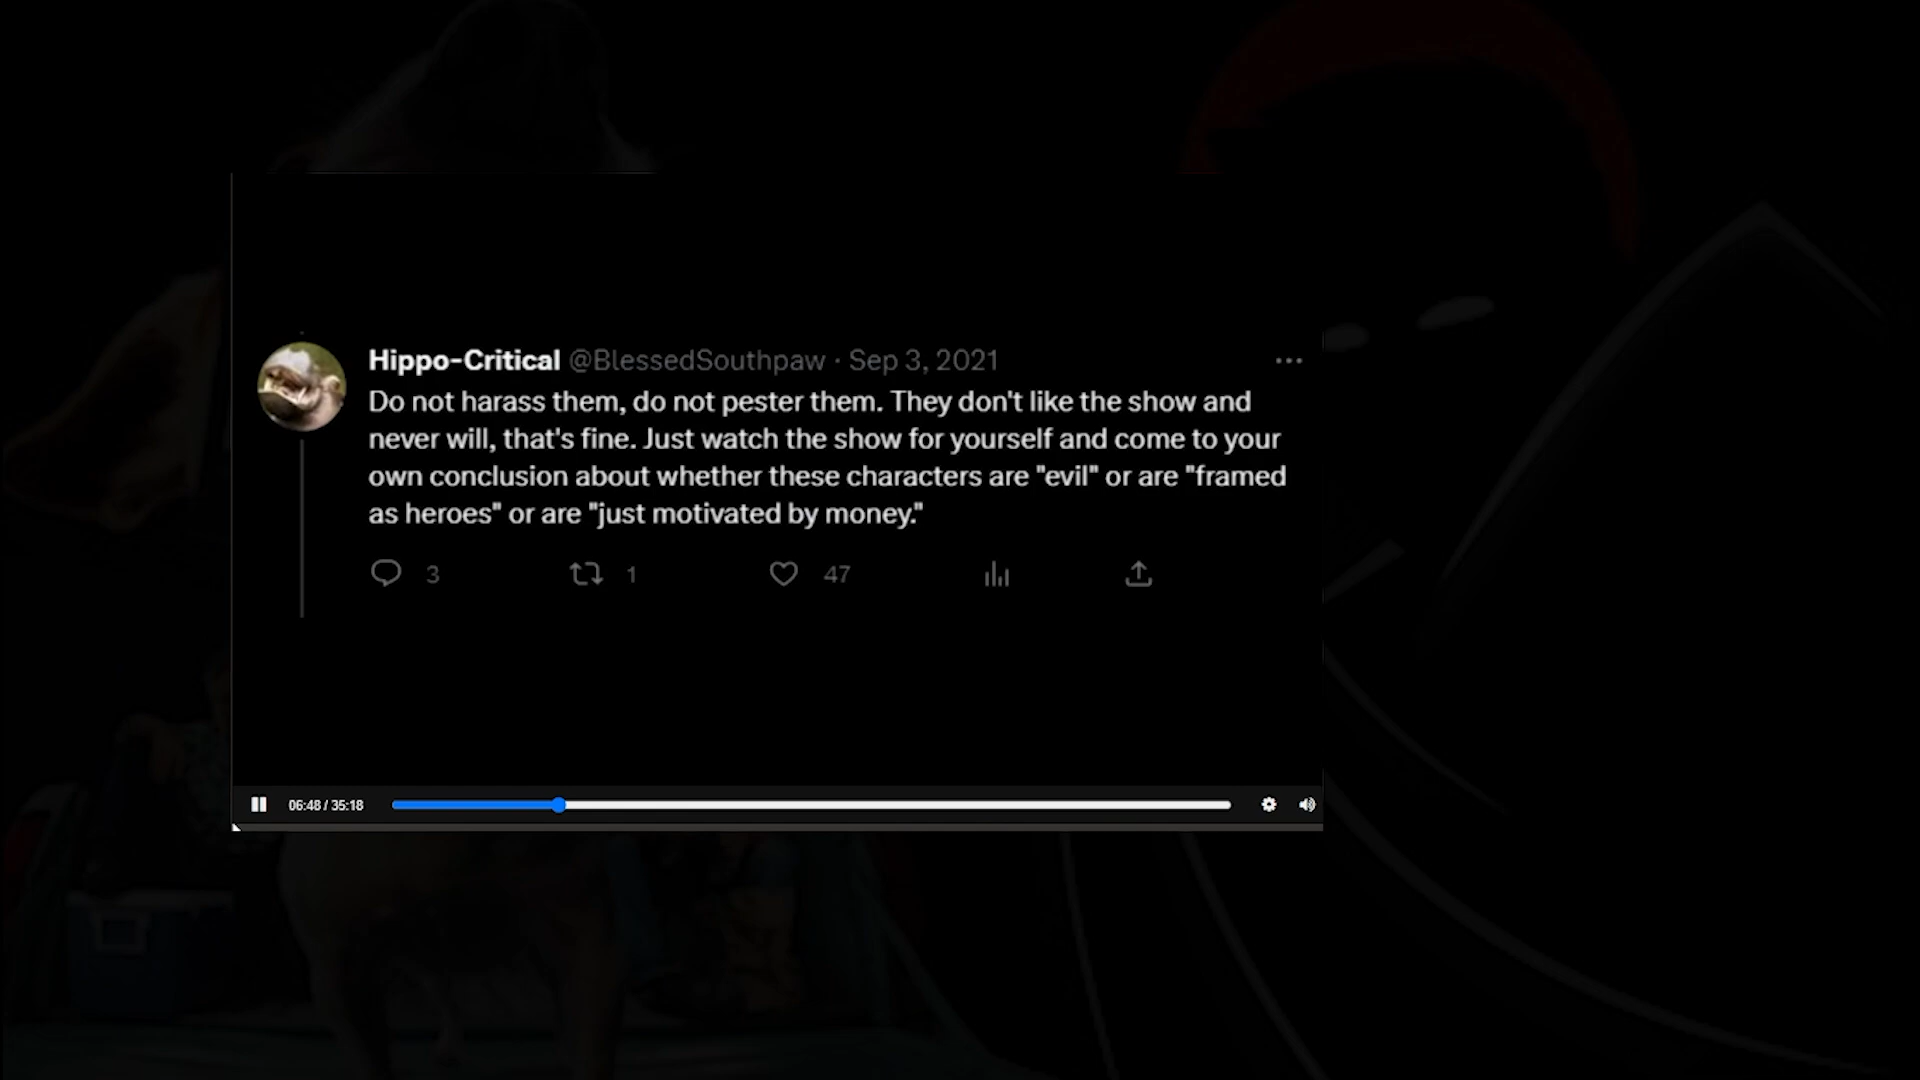 Hippo-Critical @BlessedSouthpaw · Sep 3, 2021
Do not harass them, do not pester them. They don't like the show and
never will, that's fine. Just watch the show for yourself and come to your
own conclusion about whether these characters are "evil" or are "framed
as heroes" or are "just motivated by money."
3 1 47
06:48 / 35:18